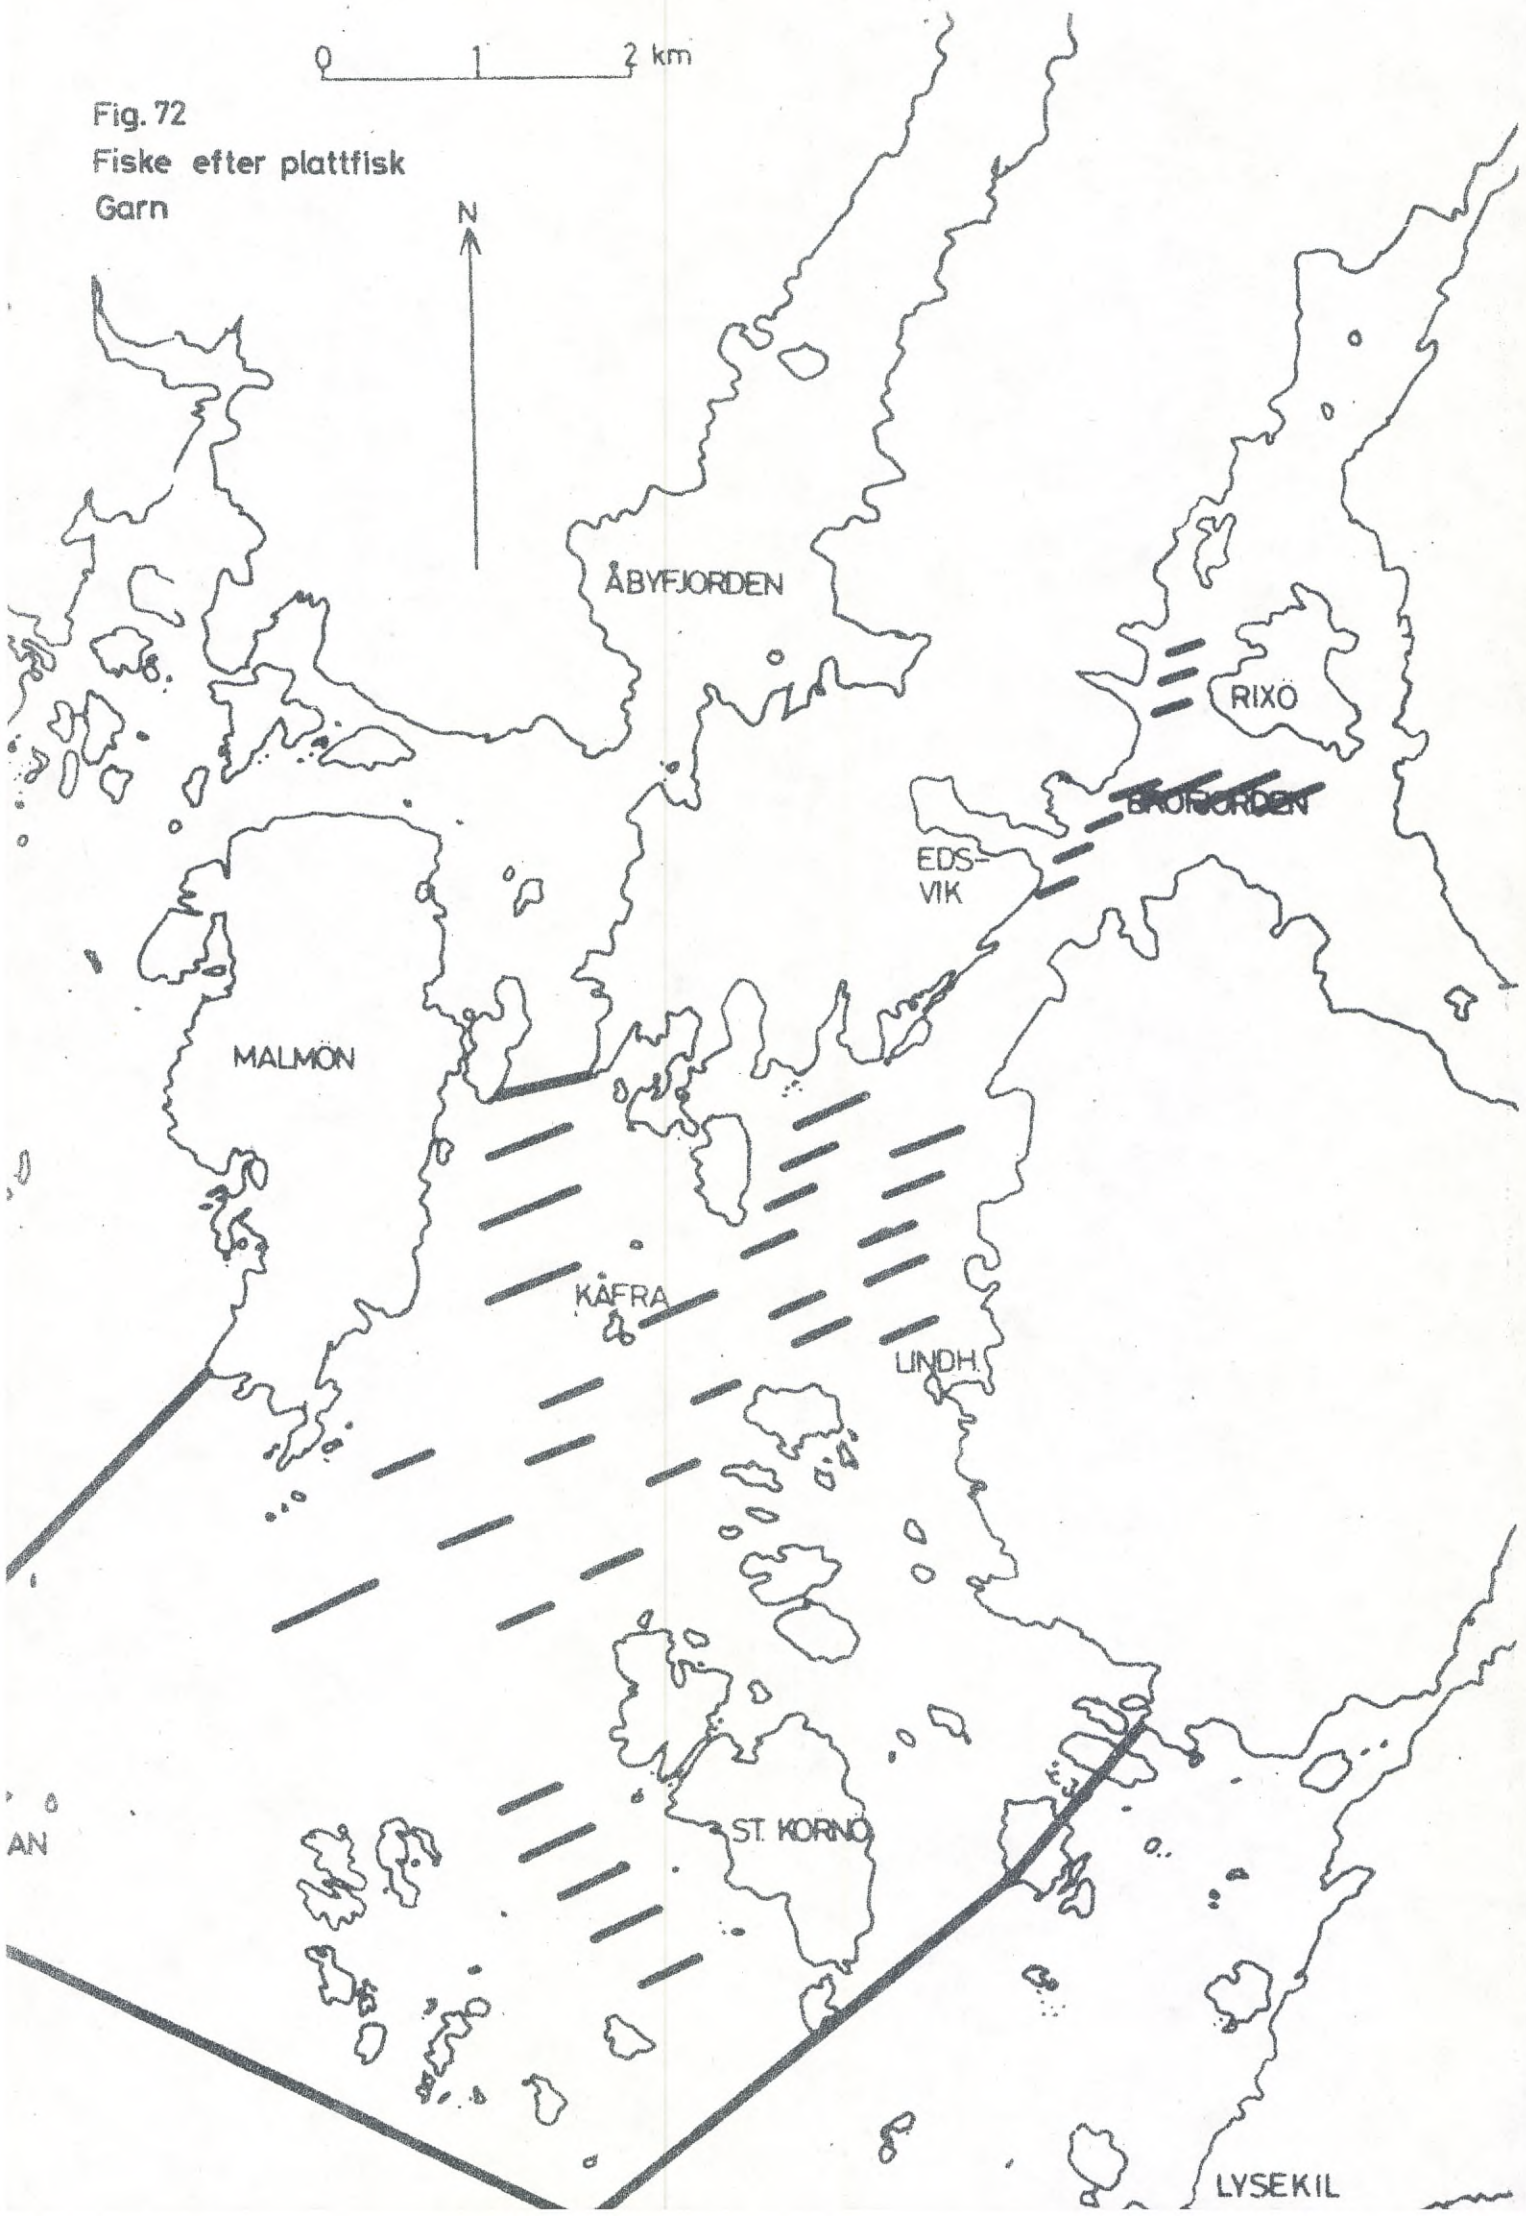 0 1 2 km
Fig. 72
Fiske efter plattfisk
Garn
N
ÅBYFJORDEN
RIXÖ
BROFJORDEN
EDS-
VIK
MALMÖN
KÅFRA
LINDH.
ST. KORNÖ
AN
LYSEKIL